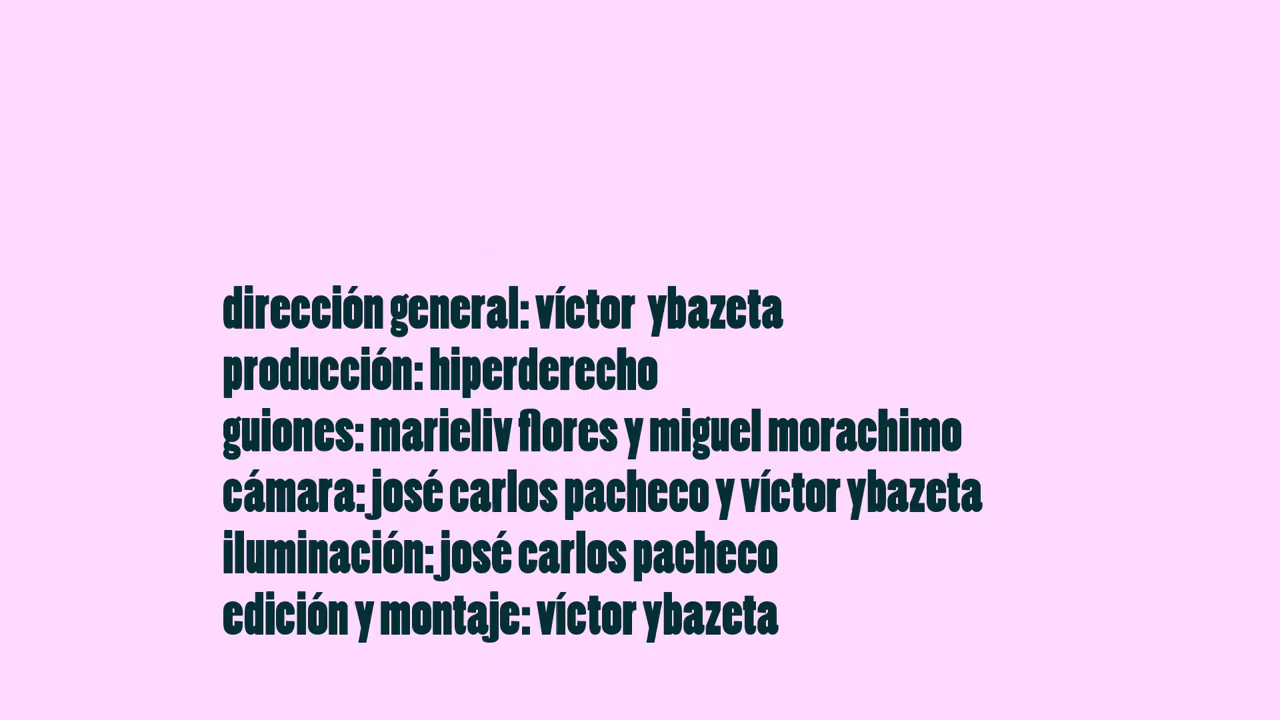 dirección general: víctor ybazeta
producción: hiperderecho
guiones: marieliv flores y miguel morachimo
cámara: josé carlos pacheco y víctor ybazeta
iluminación: josé carlos pacheco
edición y montaje: víctor ybazeta